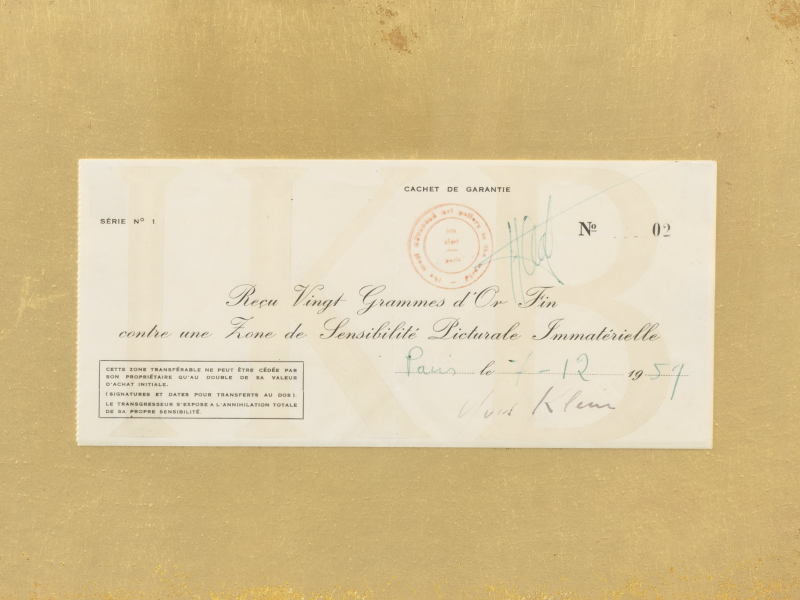 CACHET DE GARANTIE
SÉRIE Nº 1
Nº 02
Reçu Vingt Grammes d'Or Fin
contre une Zone de Sensibilité Picturale Immatérielle
Paris le 7-12 1959
Yves Klein
CETTE ZONE TRANSFÉRABLE NE PEUT ÊTRE CÉDÉE PAR
SON PROPRIÉTAIRE QU'AU DOUBLE DE SA VALEUR
D'ACHAT INITIALE.
(SIGNATURES ET DATES POUR TRANSFERTS AU DOS).
LE TRANSGRESSEUR S'EXPOSE A L'ANNIHILATION TOTALE
DE SA PROPRE SENSIBILITÉ.
IKB